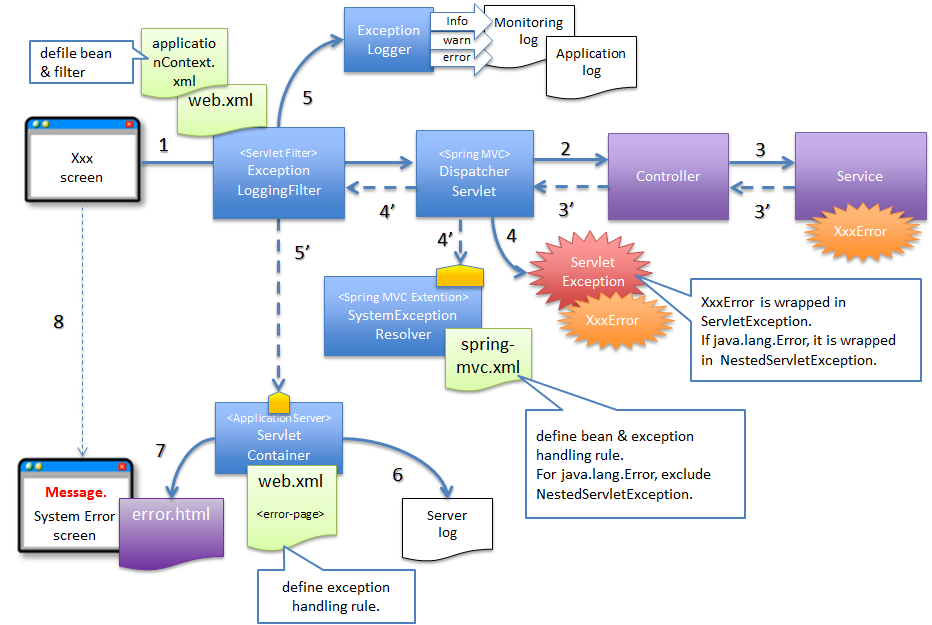 Exception
Logger
Info
warn
error
Monitoring
log
Application
log
defile bean
& filter
applicatio
nContext.
xml
web.xml
5
Xxx
screen
1
<Servlet Filter>
Exception
LoggingFilter
<Spring MVC>
Dispatcher
Servlet
2
Controller
3
Service
XxxError
4’
3’
3’
5’
4’
4
Servlet
Exception
XxxError
<Spring MVC Extention>
SystemException
Resolver
spring-
mvc.xml
XxxError is wrapped in
ServletException.
If java.lang.Error, it is wrapped
in NestedServletException.
8
define bean & exception
handling rule.
For java.lang.Error, exclude
NestedServletException.
<ApplicationServer>
Servlet
Container
7
6
web.xml
<error-page>
Message.
System Error
screen
error.html
Server
log
define exception
handling rule.